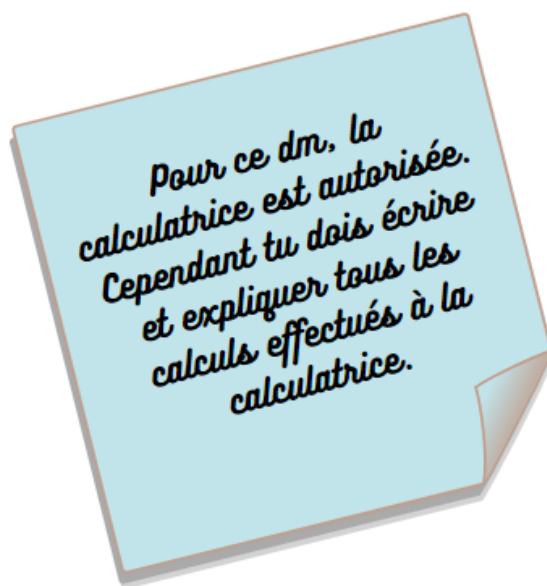 Pour ce dm, la
calculatrice est autorisée.
Cependant tu dois écrire
et expliquer tous les
calculs effectués à la
calculatrice.